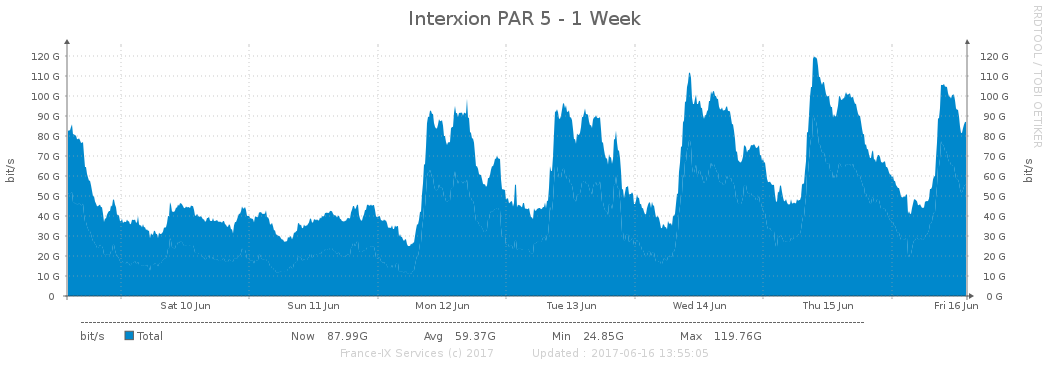 Interxion PAR 5 - 1 Week
RRDTOOL / TOBI OETIKER
bit/s
120 G
110 G
100 G
90 G
80 G
70 G
60 G
50 G
40 G
30 G
20 G
10 G
0
120 G
110 G
100 G
90 G
80 G
70 G
60 G
50 G
40 G
30 G
20 G
10 G
0 G
bit/s
Sat 10 Jun Sun 11 Jun Mon 12 Jun Tue 13 Jun Wed 14 Jun Thu 15 Jun Fri 16 Jun
bit/s Total Now 87.99G Avg 59.37G Min 24.85G Max 119.76G
France-IX Services (c) 2017 Updated : 2017-06-16 13:55:05